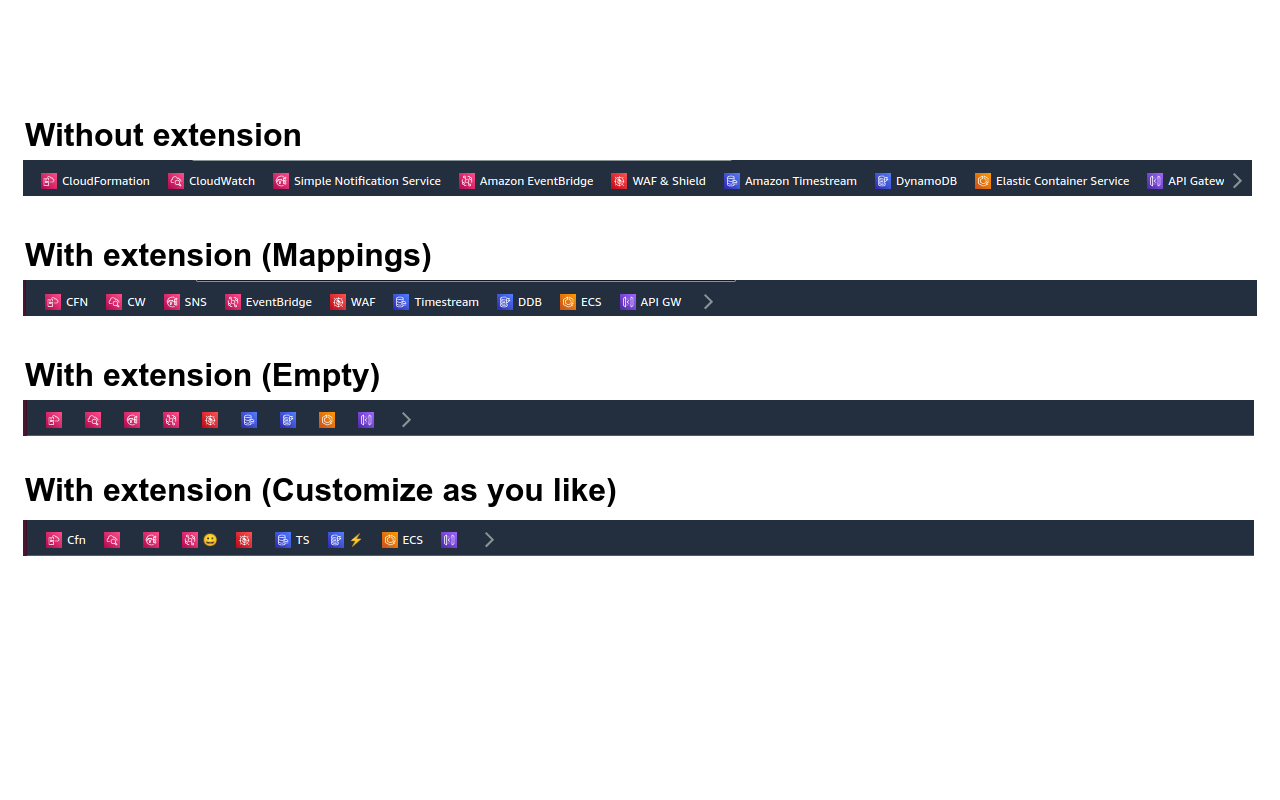 Without extension
CloudFormation CloudWatch Simple Notification Service Amazon EventBridge WAF & Shield Amazon Timestream DynamoDB Elastic Container Service API Gatew
With extension (Mappings)
CFN CW SNS EventBridge WAF Timestream DDB ECS API GW
With extension (Empty)
With extension (Customize as you like)
Cfn 😀 TS ⚡ ECS